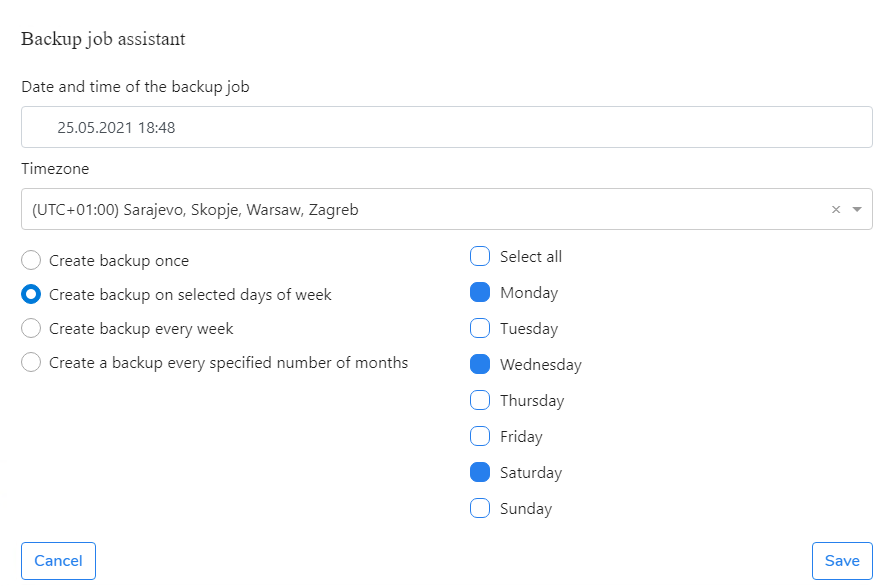 Backup job assistant
Date and time of the backup job
25.05.2021 18:48
Timezone
(UTC+01:00) Sarajevo, Skopje, Warsaw, Zagreb
Create backup once
Create backup on selected days of week
Create backup every week
Create a backup every specified number of months
Select all
Monday
Tuesday
Wednesday
Thursday
Friday
Saturday
Sunday
Cancel
Save